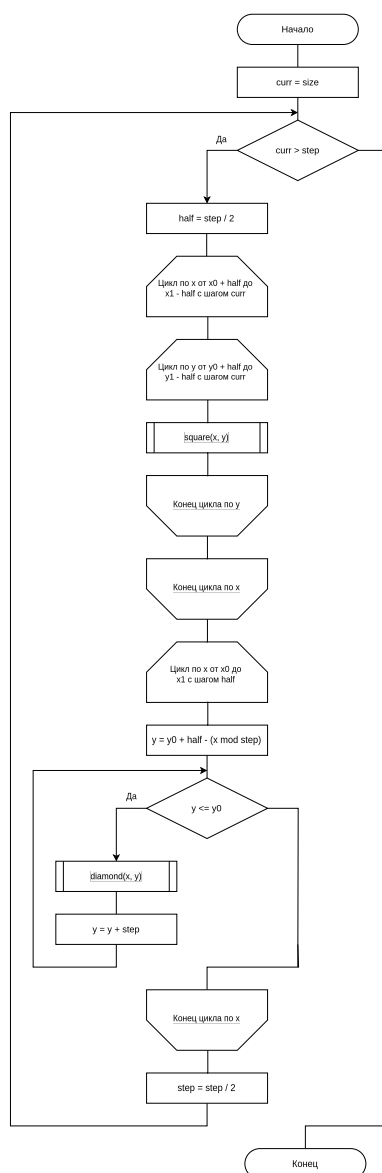 Начало
curr = size
curr > step
Да
half = step / 2
Цикл по x от x0 + half до
x1 - half с шагом curr
Цикл по y от y0 + half до
y1 - half с шагом curr
square(x, y)
Конец цикла по y
Конец цикла по x
Цикл по x от x0 до
x1 с шагом half
y = y0 + half - (x mod step)
y <= y0
Да
diamond(x, y)
y = y + step
Конец цикла по x
step = step / 2
Конец